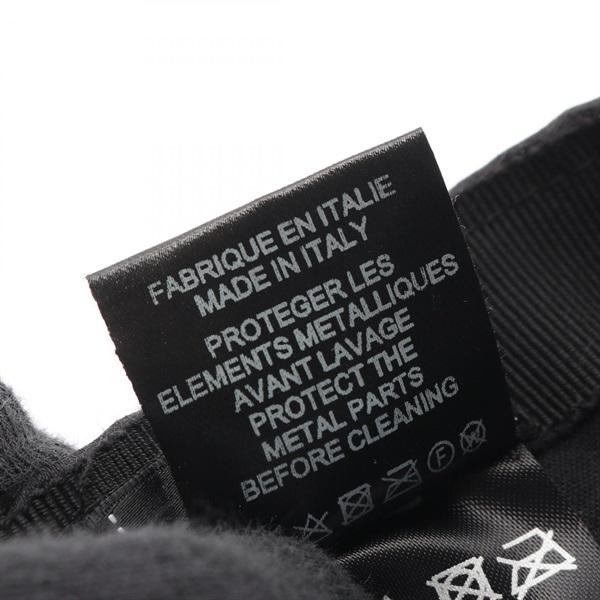 FABRIQUE EN ITALIE
MADE IN ITALY
PROTEGER LES
ELEMENTS METALLIQUES
AVANT LAVAGE
PROTECT THE
METAL PARTS
BEFORE CLEANING
F
W